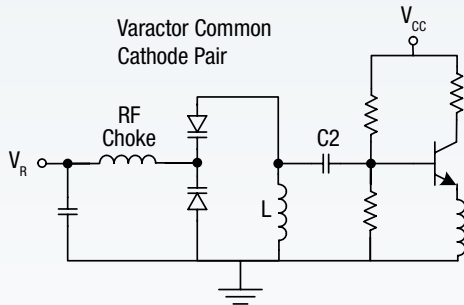 Varactor Common
Cathode Pair
V_CC
RF
Choke
C2
V_R
L